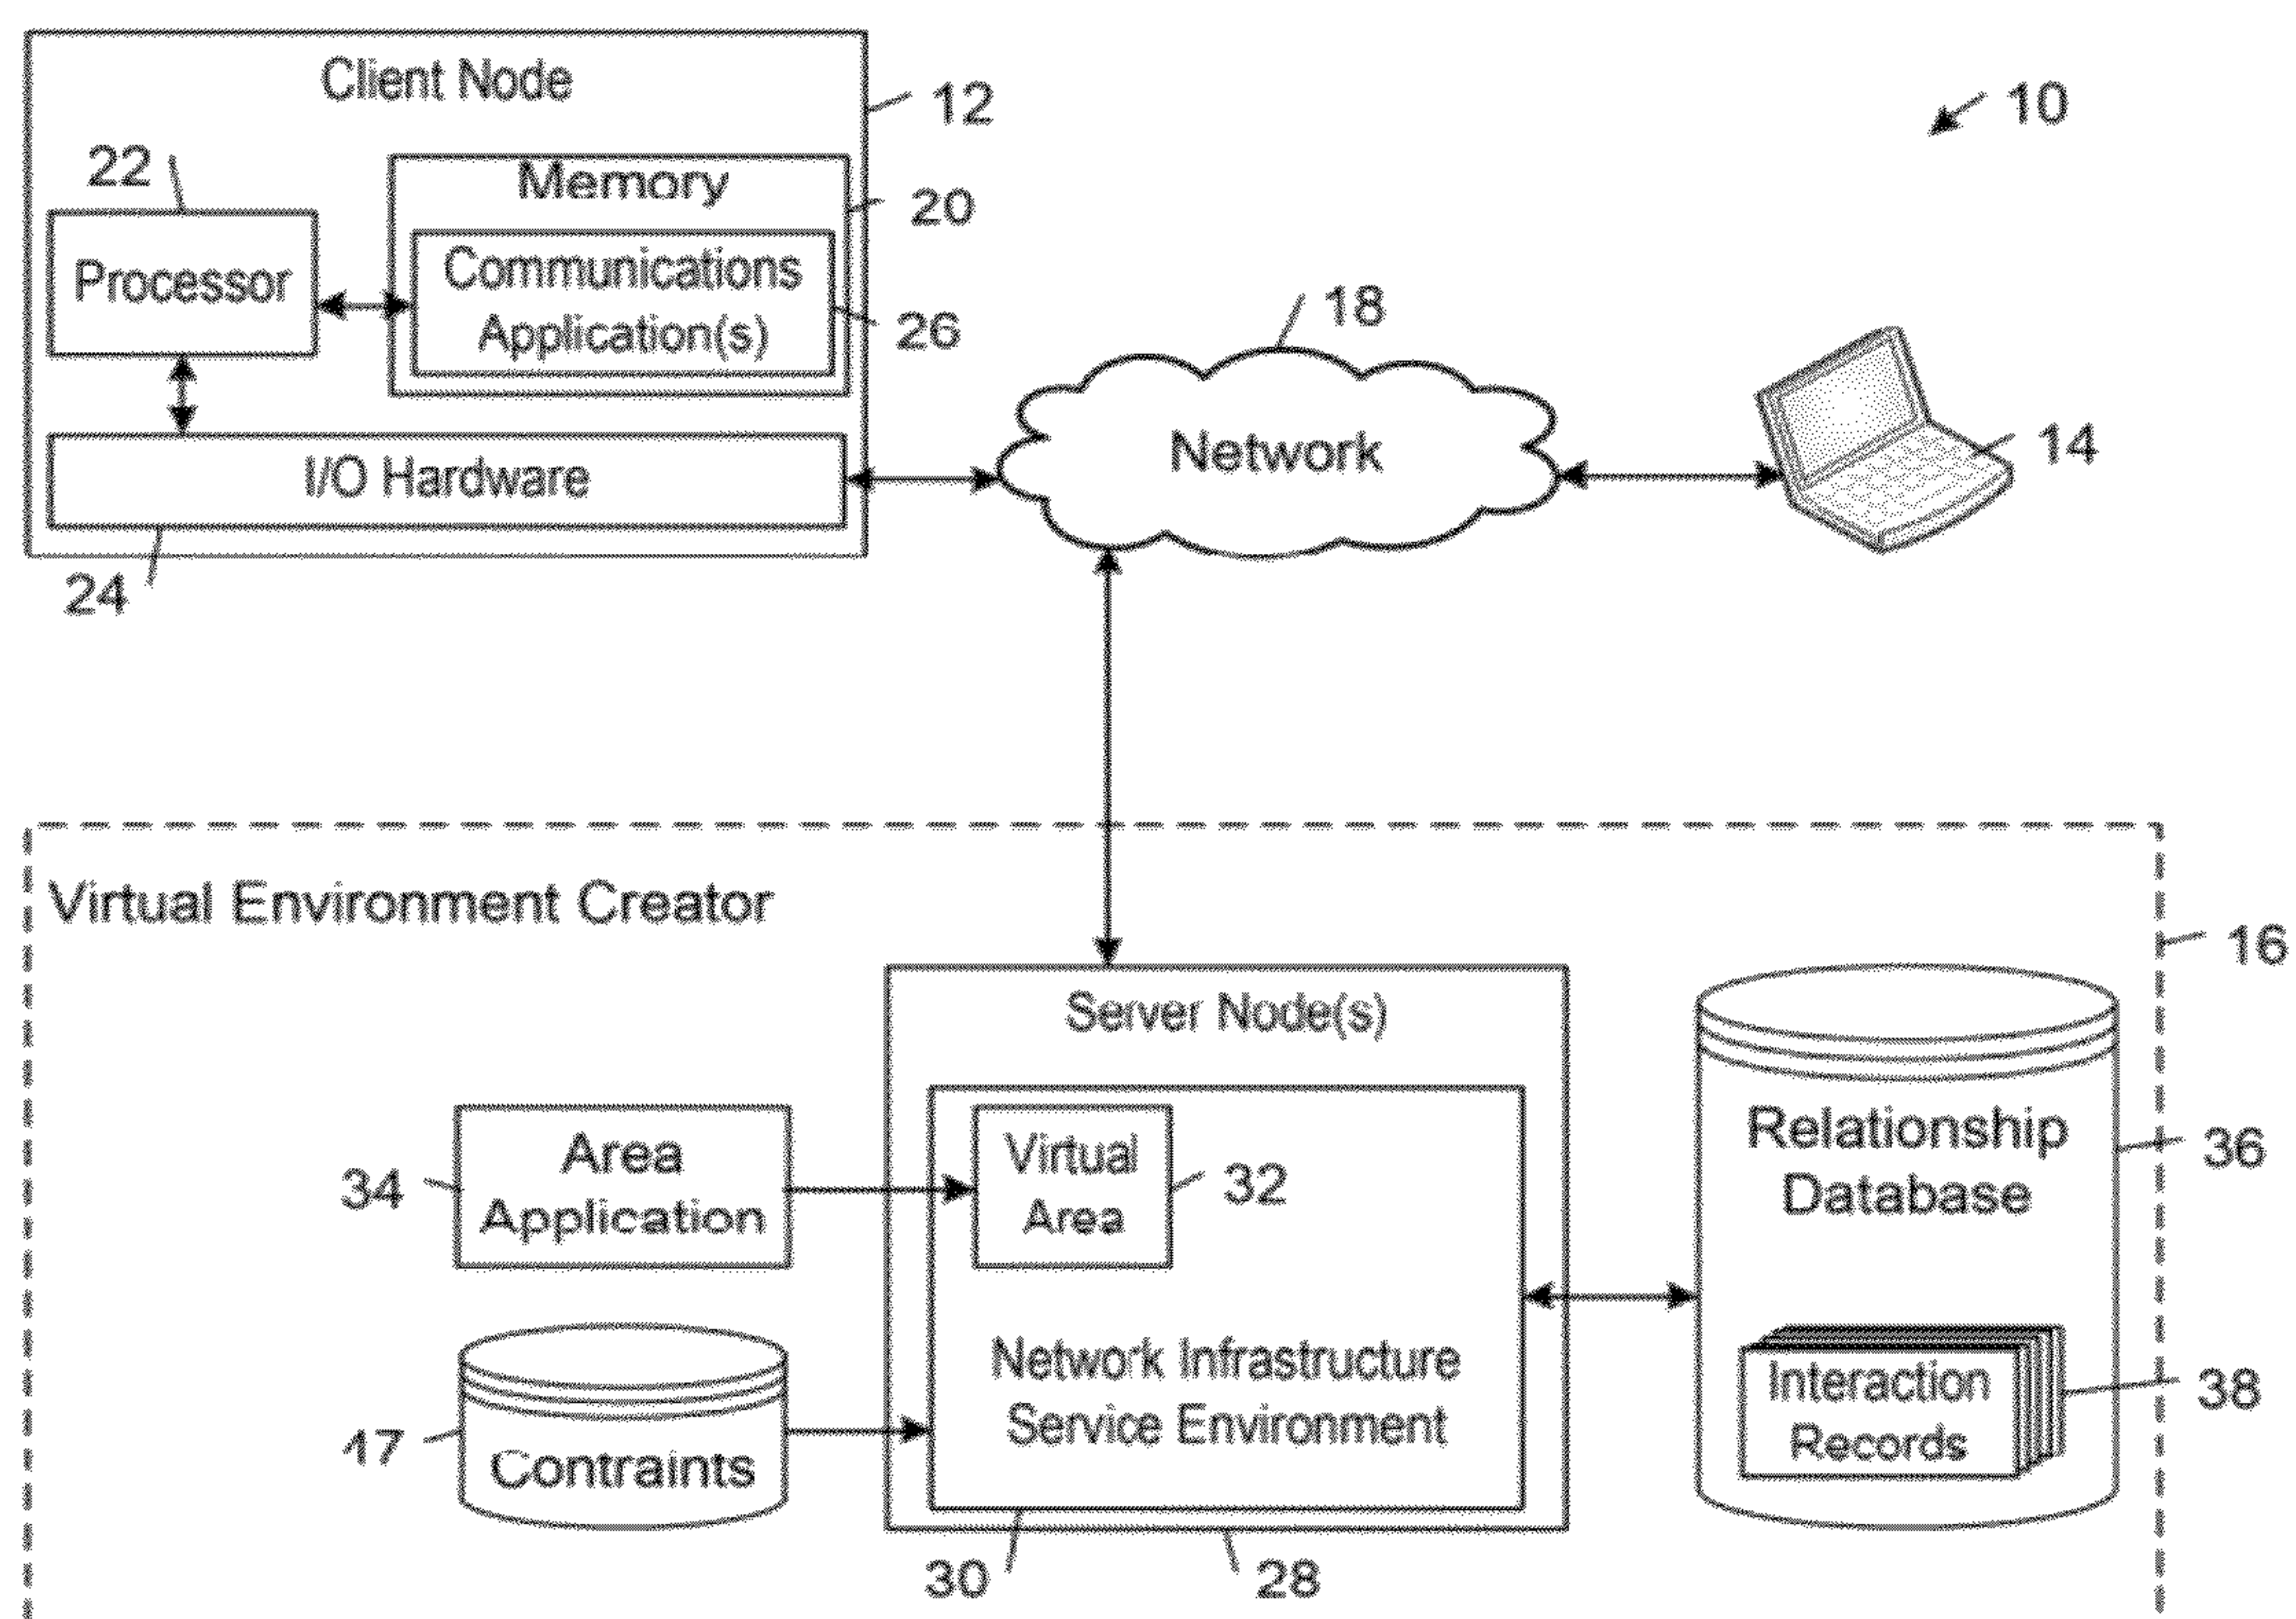 Client Node
12
10
22
Memory
20
Processor
Communications
Application(s)
26
I/O Hardware
24
18
Network
14
Virtual Environment Creator
16
Server Node(s)
34
Area
Application
Virtual
Area
32
Relationship
Database
36
17
Contraints
Network Infrastructure
Service Environment
Interaction
Records
38
30
28